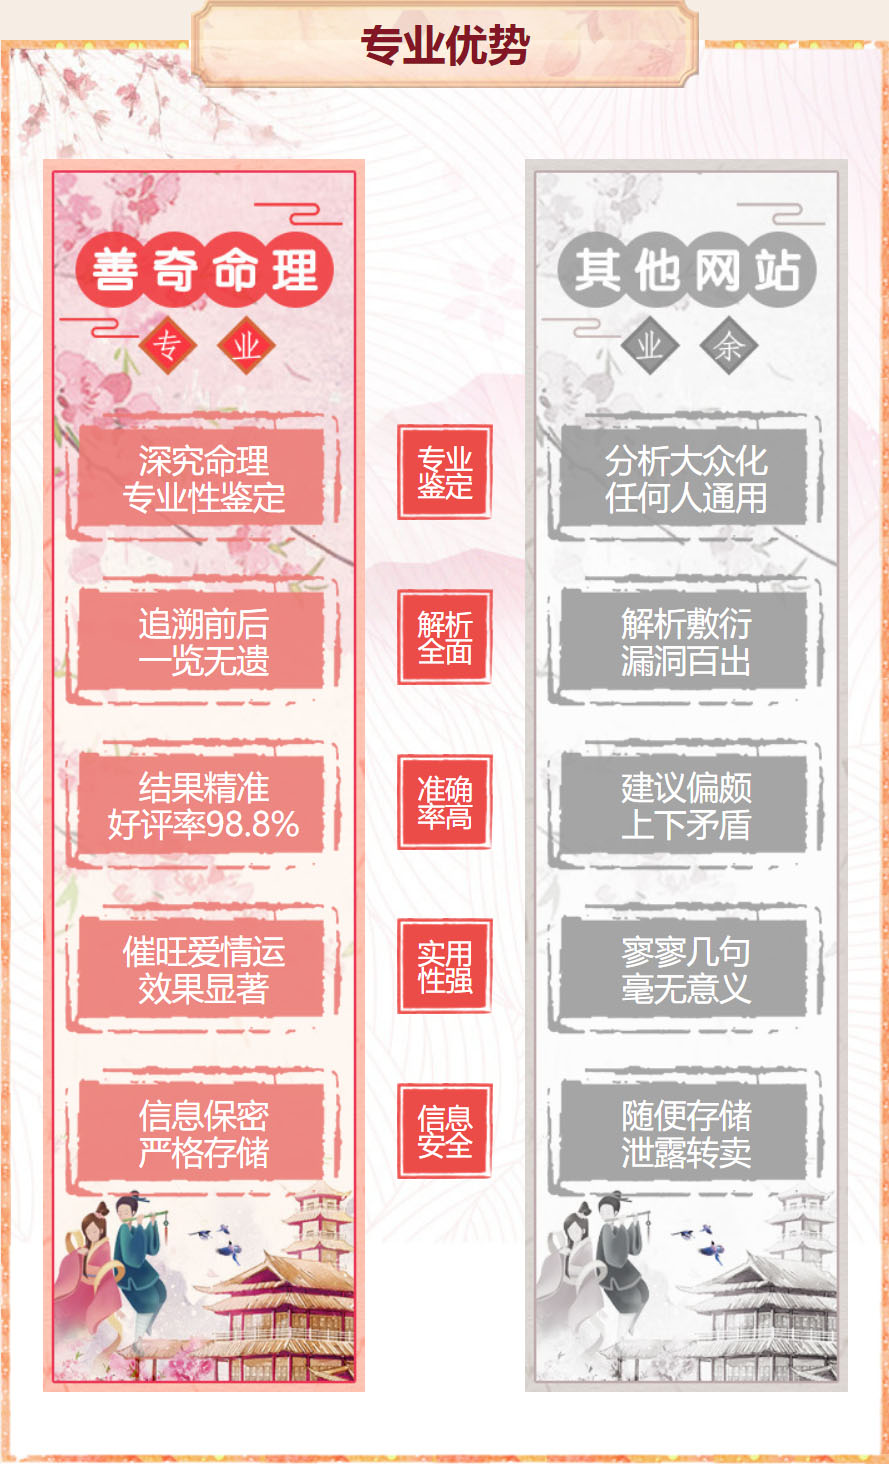 专业优势
善奇命理
专业
深究命理
专业性鉴定
追溯前后
一览无遗
结果精准
好评率98.8%
催旺爱情运
效果显著
信息保密
严格存储
专业
鉴定
解析
全面
准确
率高
实用
性强
信息
安全
其他网站
业余
分析大众化
任何人通用
解析敷衍
漏洞百出
建议偏颇
上下矛盾
寥寥几句
毫无意义
随便存储
泄露转卖